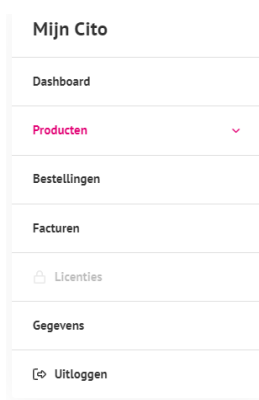 Mijn Cito
Dashboard
Producten
Bestellingen
Facturen
Licenties
Gegevens
Uitloggen